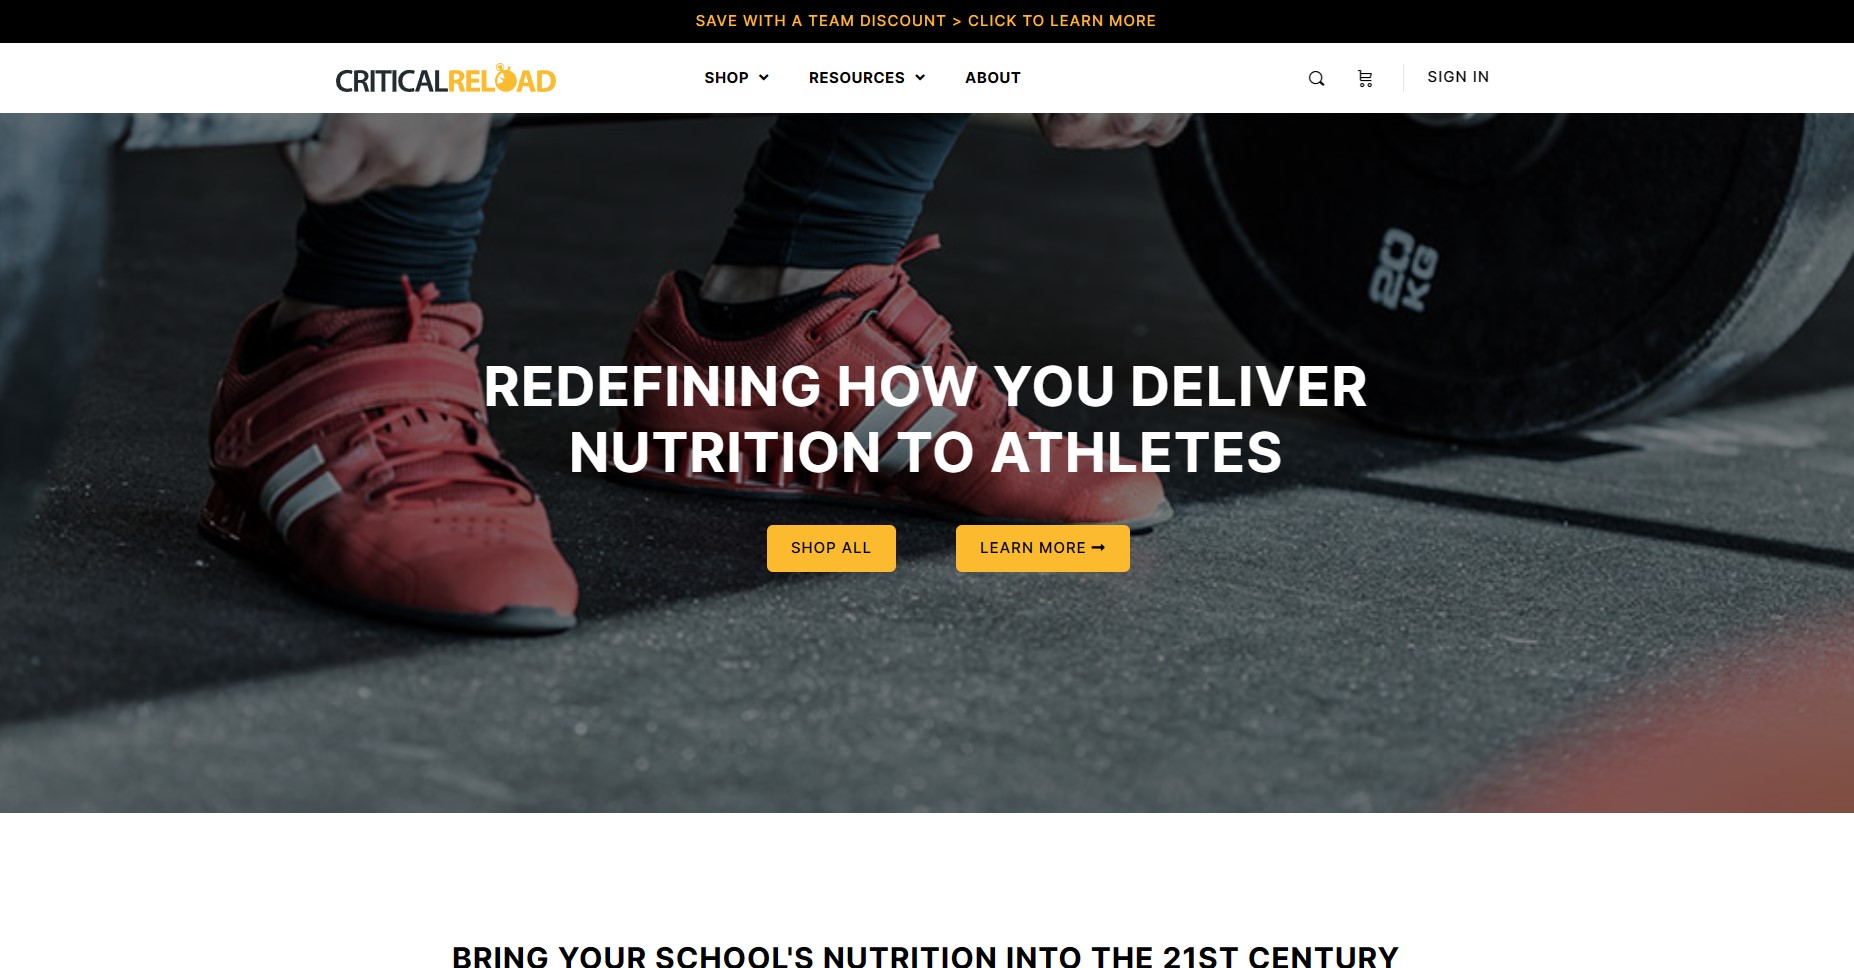 SAVE WITH A TEAM DISCOUNT > CLICK TO LEARN MORE
CRITICALRELOAD
SHOP
RESOURCES
ABOUT
SIGN IN
20
KG
REDEFINING HOW YOU DELIVER
NUTRITION TO ATHLETES
SHOP ALL
LEARN MORE
BRING YOUR SCHOOL'S NUTRITION INTO THE 21ST CENTURY